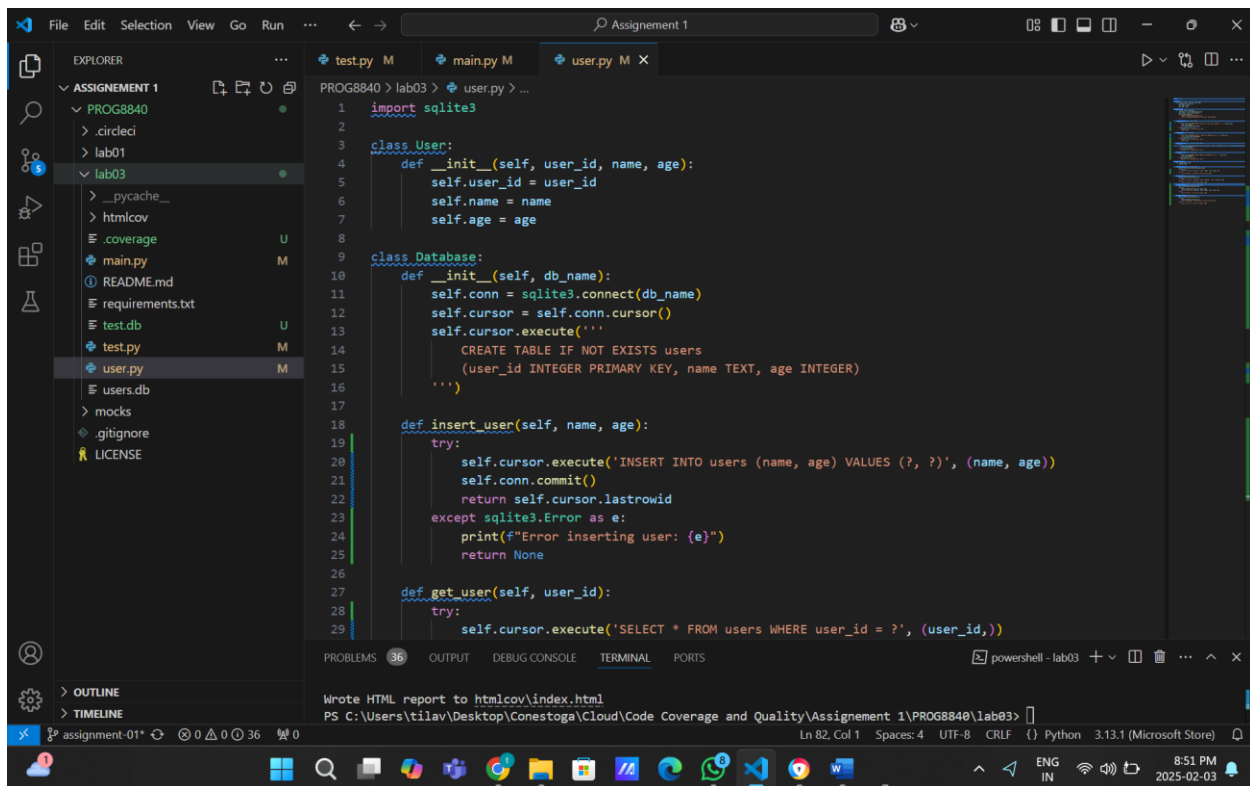 File Edit Selection View Go Run ··· Assignement 1
EXPLORER ···
ASSIGNEMENT 1
PROG8840
.circleci
lab01
lab03
__pycache__
htmlcov
.coverage U
main.py M
README.md
requirements.txt
test.db U
test.py M
user.py M
users.db
mocks
.gitignore
LICENSE
OUTLINE
TIMELINE
5
test.py M main.py M user.py M
PROG8840 > lab03 > user.py > ...
1 import sqlite3
2
3 class User:
4 def __init__(self, user_id, name, age):
5 self.user_id = user_id
6 self.name = name
7 self.age = age
8
9 class Database:
10 def __init__(self, db_name):
11 self.conn = sqlite3.connect(db_name)
12 self.cursor = self.conn.cursor()
13 self.cursor.execute('''
14 CREATE TABLE IF NOT EXISTS users
15 (user_id INTEGER PRIMARY KEY, name TEXT, age INTEGER)
16 ''')
17
18 def insert_user(self, name, age):
19 try:
20 self.cursor.execute('INSERT INTO users (name, age) VALUES (?, ?)', (name, age))
21 self.conn.commit()
22 return self.cursor.lastrowid
23 except sqlite3.Error as e:
24 print(f"Error inserting user: {e}")
25 return None
26
27 def get_user(self, user_id):
28 try:
29 self.cursor.execute('SELECT * FROM users WHERE user_id = ?', (user_id,))
PROBLEMS 36 OUTPUT DEBUG CONSOLE TERMINAL PORTS powershell - lab03
Wrote HTML report to htmlcov\index.html
PS C:\Users\tilav\Desktop\Conestoga\Cloud\Code Coverage and Quality\Assignement 1\PROG8840\lab03>
assignment-01* 0 0 36 0 Ln 82, Col 1 Spaces: 4 UTF-8 CRLF {} Python 3.13.1 (Microsoft Store)
1 1 8 ENG 8:51 PM
IN 2025-02-03